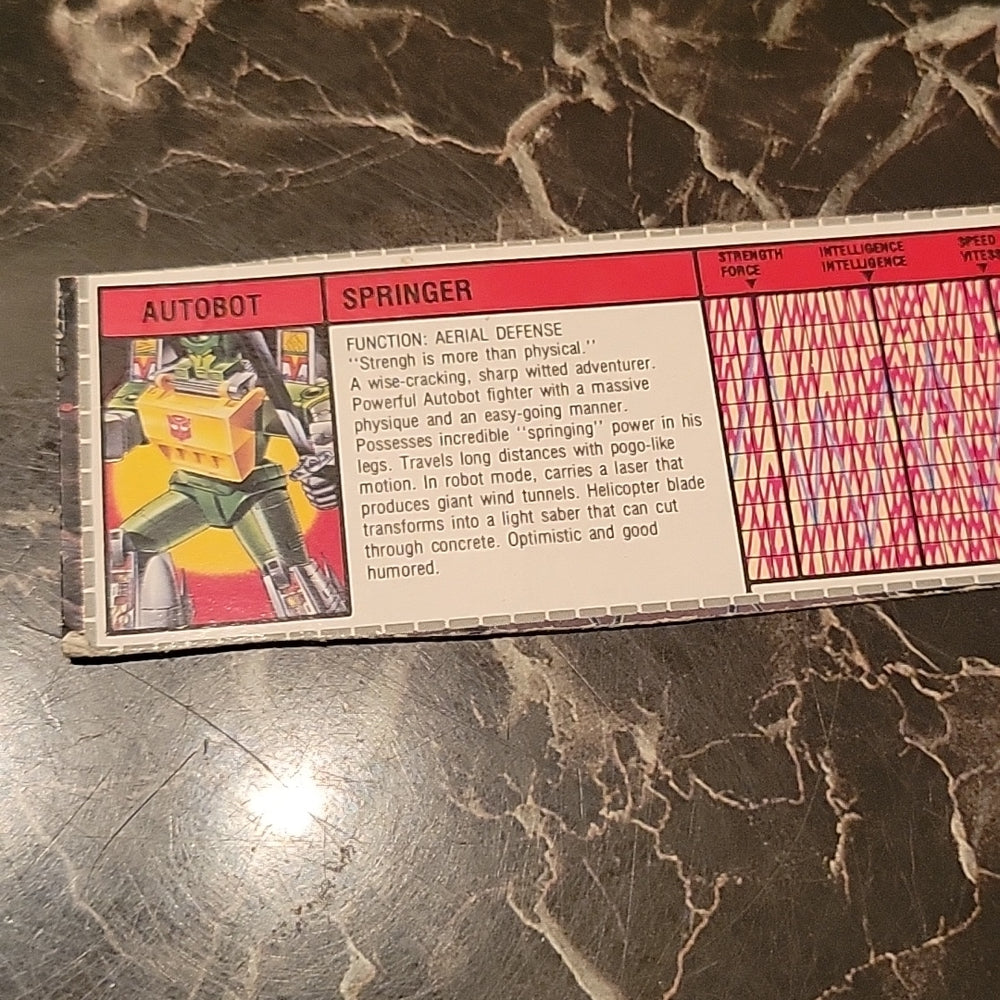 AUTOBOT
SPRINGER
FUNCTION: AERIAL DEFENSE
"Strengh is more than physical."
A wise-cracking, sharp witted adventurer.
Powerful Autobot fighter with a massive
physique and an easy-going manner.
Possesses incredible "springing" power in his
legs. Travels long distances with pogo-like
motion. In robot mode, carries a laser that
produces giant wind tunnels. Helicopter blade
transforms into a light saber that can cut
through concrete. Optimistic and good
humored.
STRENGTH
FORCE
INTELLIGENCE
INTELLIGENCE
SPEED
VITESS